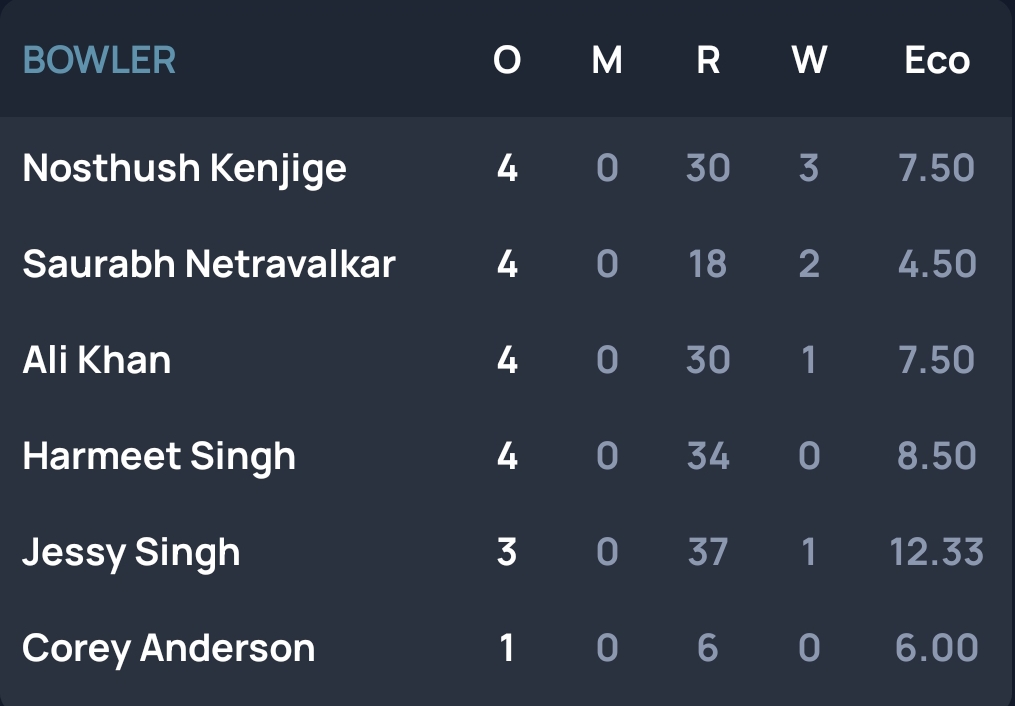 BOWLER O M R W Eco
Nosthush Kenjige 4 0 30 3 7.50
Saurabh Netravalkar 4 0 18 2 4.50
Ali Khan 4 0 30 1 7.50
Harmeet Singh 4 0 34 0 8.50
Jessy Singh 3 0 37 1 12.33
Corey Anderson 1 0 6 0 6.00